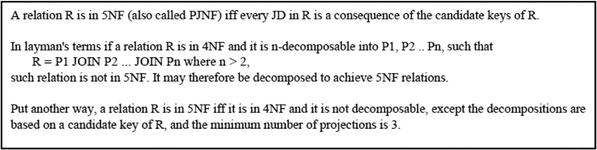 A relation R is in 5NF (also called PJNF) iff every JD in R is a consequence of the candidate keys of R.
In layman's terms if a relation R is in 4NF and it is n-decomposable into P1, P2 .. Pn, such that
R = P1 JOIN P2 ... JOIN Pn where n > 2,
such relation is not in 5NF. It may therefore be decomposed to achieve 5NF relations.
Put another way, a relation R is in 5NF iff it is in 4NF and it is not decomposable, except the decompositions are
based on a candidate key of R, and the minimum number of projections is 3.